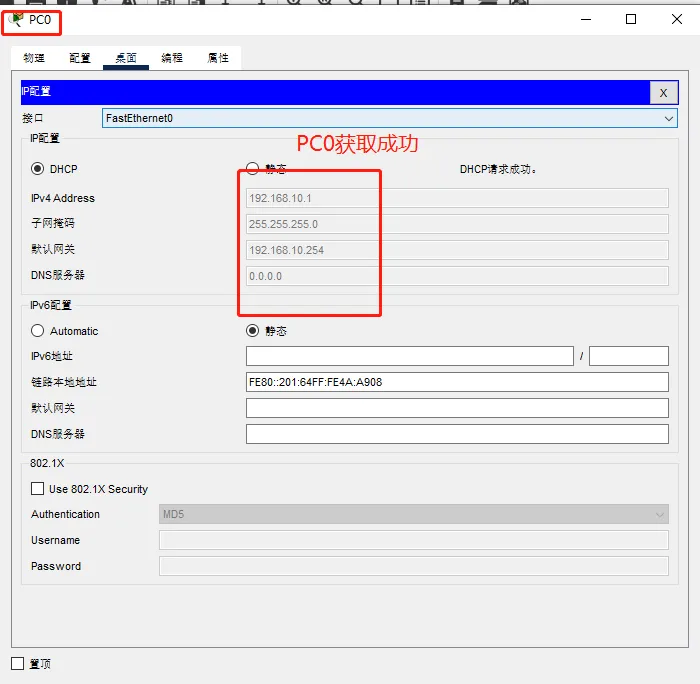 PC0
物理 配置 桌面 编程 属性
IP配置 X
接口 FastEthernet0
IP配置
PC0获取成功
DHCP 静态 DHCP请求成功。
IPv4 Address 192.168.10.1
子网掩码 255.255.255.0
默认网关 192.168.10.254
DNS服务器 0.0.0.0
IPv6配置
Automatic 静态
IPv6地址 /
链路本地地址 FE80::201:64FF:FE4A:A908
默认网关
DNS服务器
802.1X
Use 802.1X Security
Authentication MD5
Username
Password
置顶